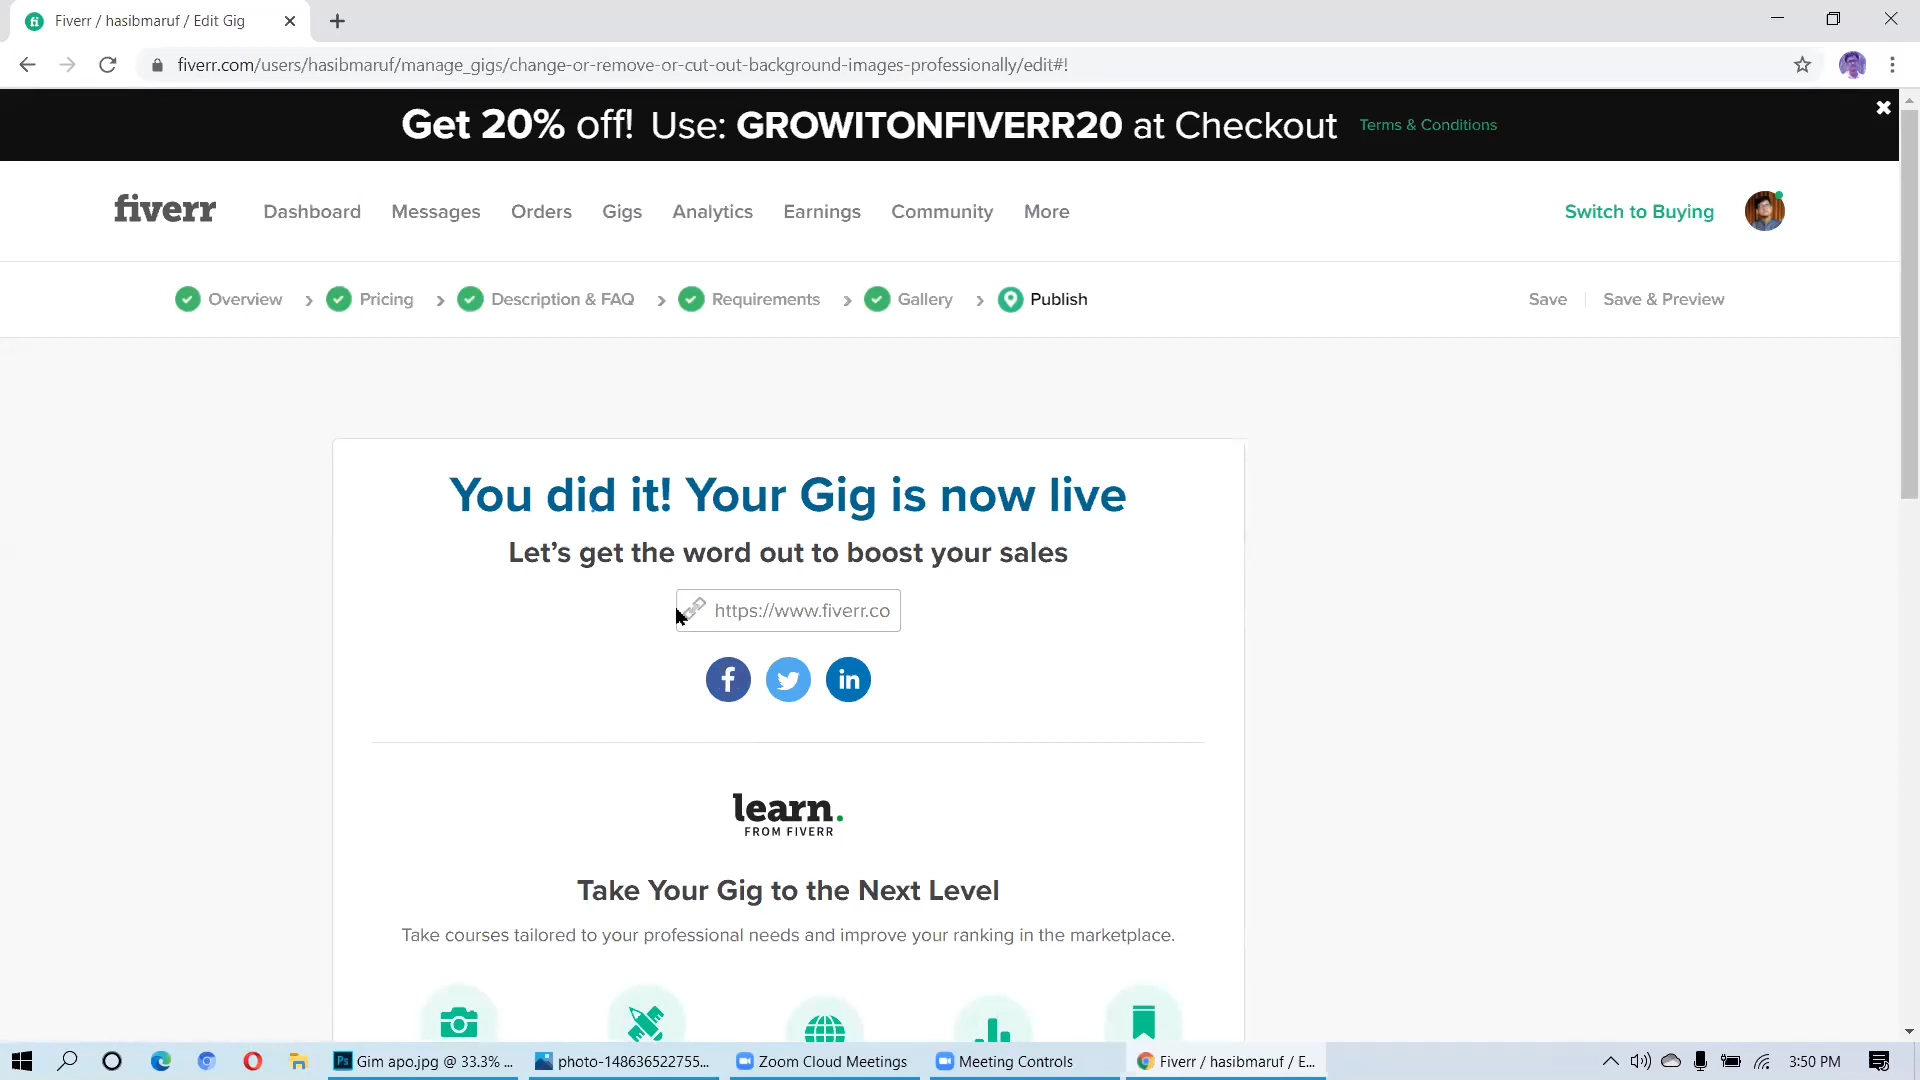 Fiverr / hasibmaruf / Edit Gig
fiverr.com/users/hasibmaruf/manage_gigs/change-or-remove-or-cut-out-background-images-professionally/edit#!
Get 20% off! Use: GROWITONFIVERR20 at Checkout Terms & Conditions
fiverr Dashboard Messages Orders Gigs Analytics Earnings Community More Switch to Buying
Overview Pricing Description & FAQ Requirements Gallery Publish Save Save & Preview
You did it! Your Gig is now live
Let's get the word out to boost your sales
https://www.fiverr.co
learn.
FROM FIVERR
Take Your Gig to the Next Level
Take courses tailored to your professional needs and improve your ranking in the marketplace.
Gim apo.jpg @ 33.3% ... photo-148636522755... Zoom Cloud Meetings Meeting Controls Fiverr / hasibmaruf / E... 3:50 PM